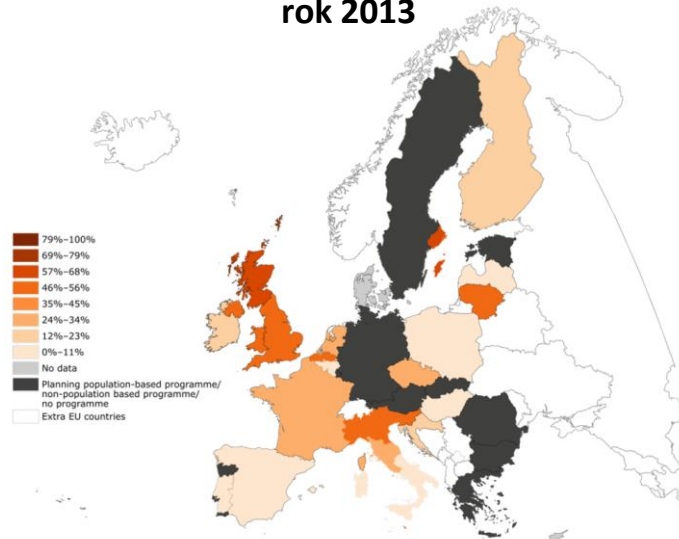 rok 2013
79%–100%
69%–79%
57%–68%
46%–56%
35%–45%
24%–34%
12%–23%
0%–11%
No data
Planning population-based programme/
non-population based programme/
no programme
Extra EU countries